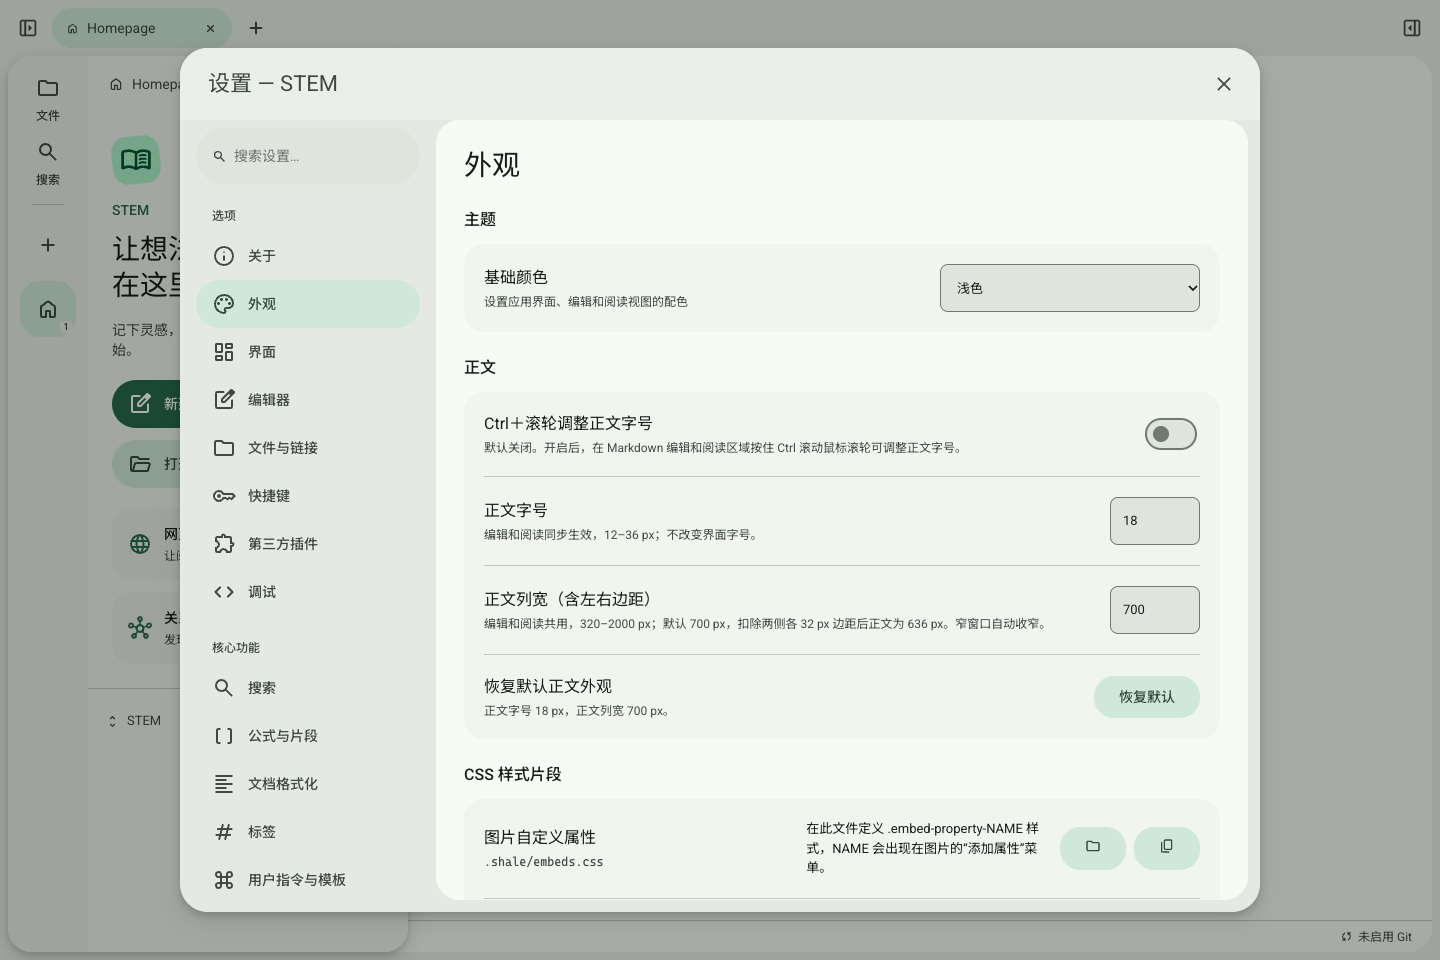 Homepage
设置 — STEM
文件
搜索
1
STEM
记下灵感，
始。
STEM
搜索设置...
选项
关于
外观
界面
编辑器
文件与链接
快捷键
第三方插件
调试
核心功能
搜索
公式与片段
文档格式化
标签
用户指令与模板
外观
主题
基础颜色
设置应用界面、编辑和阅读视图的配色
浅色
正文
Ctrl＋滚轮调整正文字号
默认关闭。开启后，在 Markdown 编辑和阅读区域按住 Ctrl 滚动鼠标滚轮可调整正文字号。
正文字号
编辑和阅读同步生效，12–36 px；不改变界面字号。
18
正文列宽（含左右边距）
编辑和阅读共用，320–2000 px；默认 700 px，扣除两侧各 32 px 边距后正文为 636 px。窄窗口自动收窄。
700
恢复默认正文外观
正文字号 18 px，正文列宽 700 px。
恢复默认
CSS 样式片段
图片自定义属性
.shale/embeds.css
在此文件定义 .embed-property-NAME 样
式，NAME 会出现在图片的“添加属性”菜
单。
未启用 Git